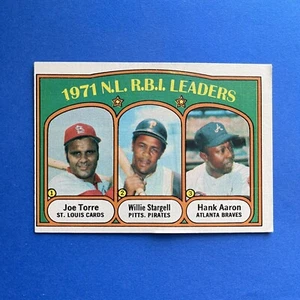 1971 N.L. R.B.I. LEADERS
1
Joe Torre
ST. LOUIS CARDS
2
Willie Stargell
PITTS. PIRATES
3
Hank Aaron
ATLANTA BRAVES